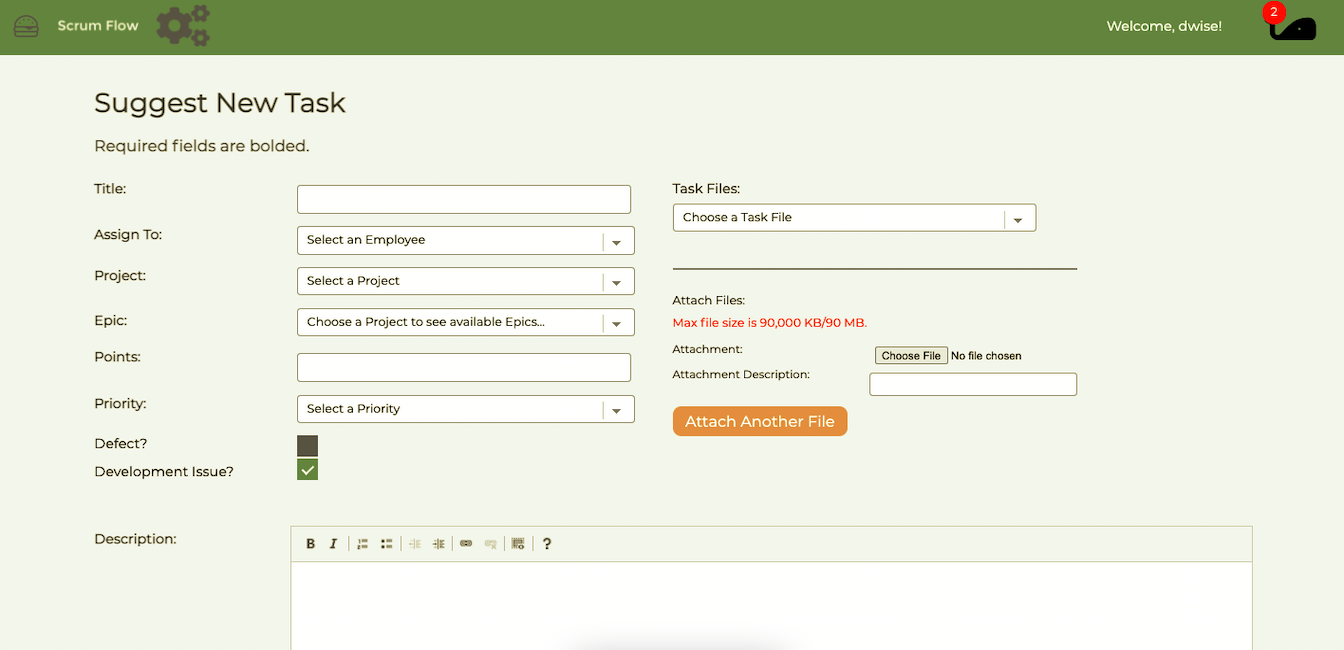 Scrum Flow
Welcome, dwise!
2
Suggest New Task
Required fields are bolded.
Title:
Assign To:
Select an Employee
Project:
Select a Project
Epic:
Choose a Project to see available Epics...
Points:
Priority:
Select a Priority
Defect?
Development Issue?
Task Files:
Choose a Task File
Attach Files:
Max file size is 90,000 KB/90 MB.
Attachment:
Choose File No file chosen
Attachment Description:
Attach Another File
Description:
B I ?